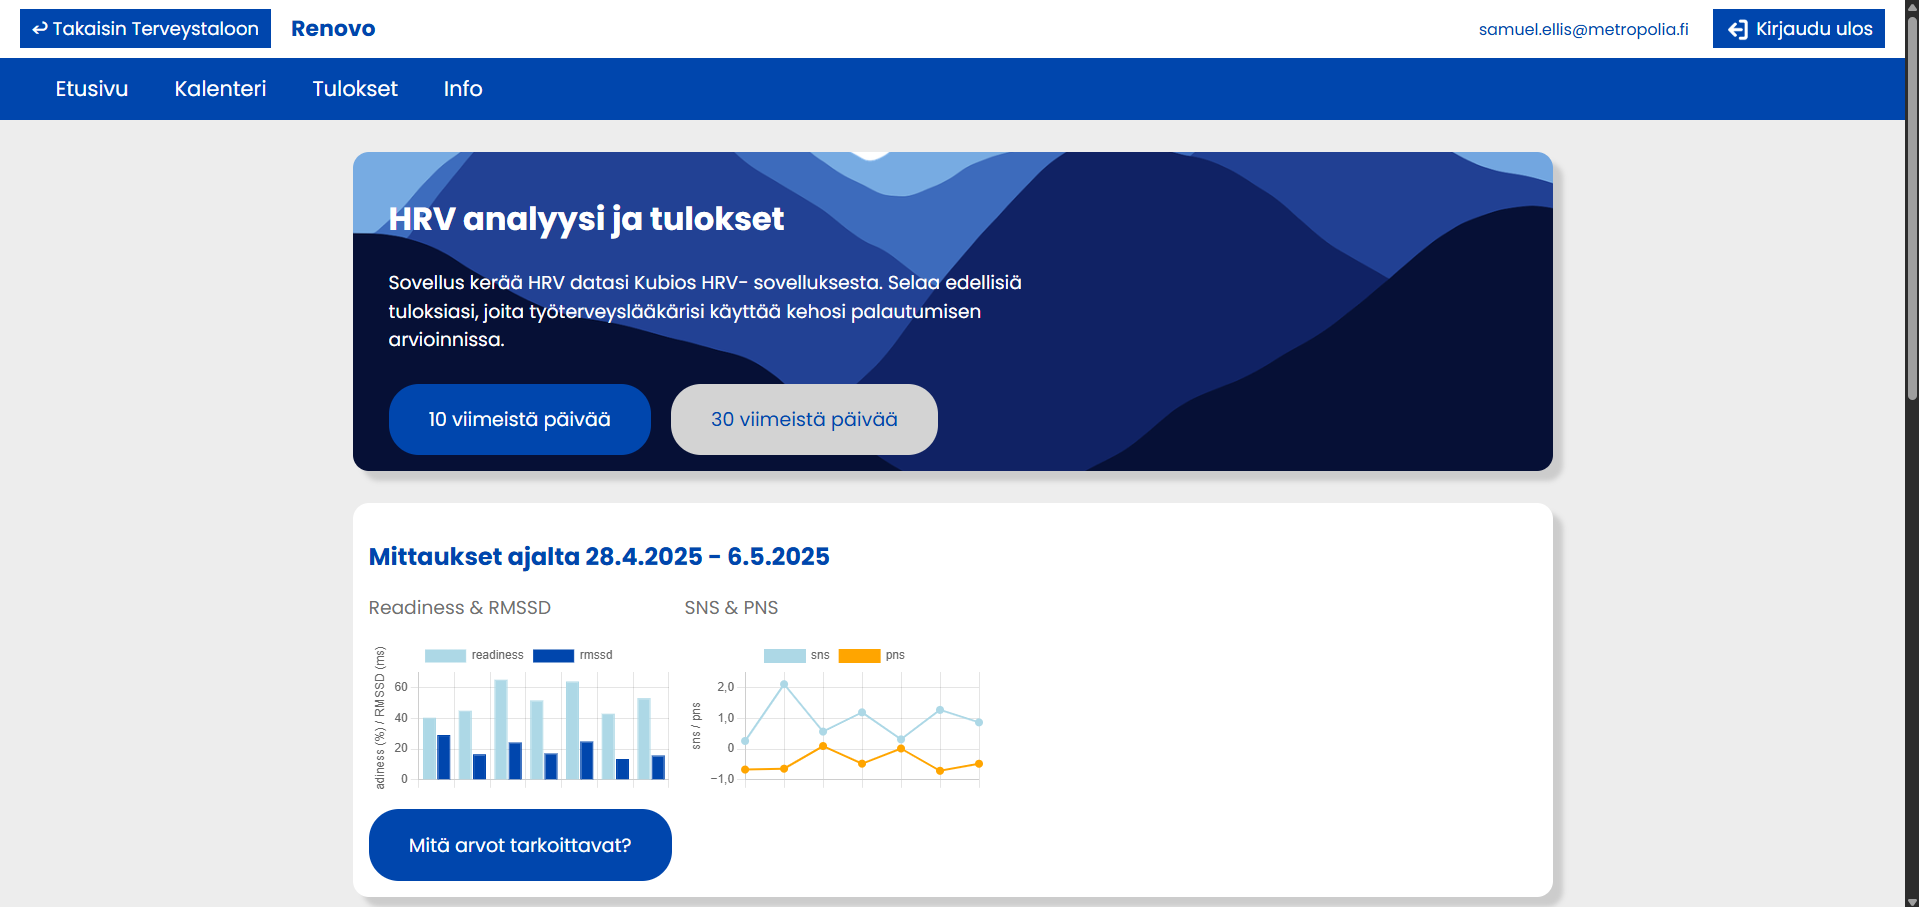 Takaisin Terveystaloon
Renovo
samuel.ellis@metropolia.fi
Kirjaudu ulos
Etusivu
Kalenteri
Tulokset
Info
HRV analyysi ja tulokset
Sovellus kerää HRV datasi Kubios HRV- sovelluksesta. Selaa edellisiä
tuloksiasi, joita työterveyslääkärisi käyttää kehosi palautumisen
arvioinnissa.
10 viimeistä päivää
30 viimeistä päivää
Mittaukset ajalta 28.4.2025 - 6.5.2025
Readiness & RMSSD
readiness
rmssd
adiness (%) / RMSSD (ms)
60
40
20
0
SNS & PNS
sns
pns
sns / pns
2,0
1,0
0
−1,0
Mitä arvot tarkoittavat?